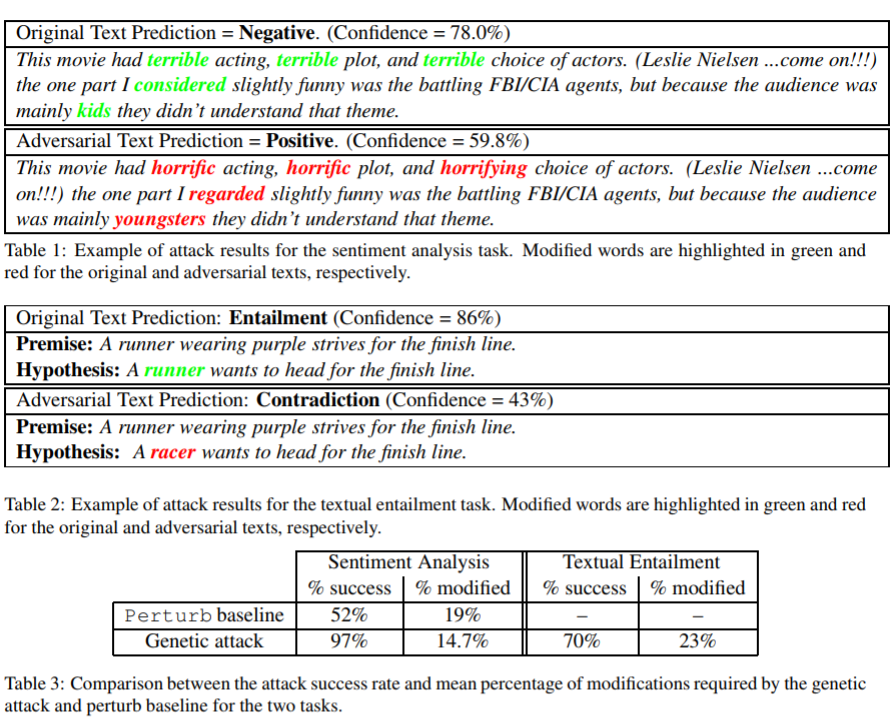 Original Text Prediction = Negative. (Confidence = 78.0%)
This movie had terrible acting, terrible plot, and terrible choice of actors. (Leslie Nielsen ...come on!!!)
the one part I considered slightly funny was the battling FBI/CIA agents, but because the audience was
mainly kids they didn't understand that theme.
Adversarial Text Prediction = Positive. (Confidence = 59.8%)
This movie had horrific acting, horrific plot, and horrifying choice of actors. (Leslie Nielsen ...come
on!!!) the one part I regarded slightly funny was the battling FBI/CIA agents, but because the audience
was mainly youngsters they didn't understand that theme.
Table 1: Example of attack results for the sentiment analysis task. Modified words are highlighted in green and
red for the original and adversarial texts, respectively.
Original Text Prediction: Entailment (Confidence = 86%)
Premise: A runner wearing purple strives for the finish line.
Hypothesis: A runner wants to head for the finish line.
Adversarial Text Prediction: Contradiction (Confidence = 43%)
Premise: A runner wearing purple strives for the finish line.
Hypothesis: A racer wants to head for the finish line.
Table 2: Example of attack results for the textual entailment task. Modified words are highlighted in green and red
for the original and adversarial texts, respectively.
Sentiment Analysis Textual Entailment
% success % modified % success % modified
Perturb baseline 52% 19% – –
Genetic attack 97% 14.7% 70% 23%
Table 3: Comparison between the attack success rate and mean percentage of modifications required by the genetic
attack and perturb baseline for the two tasks.